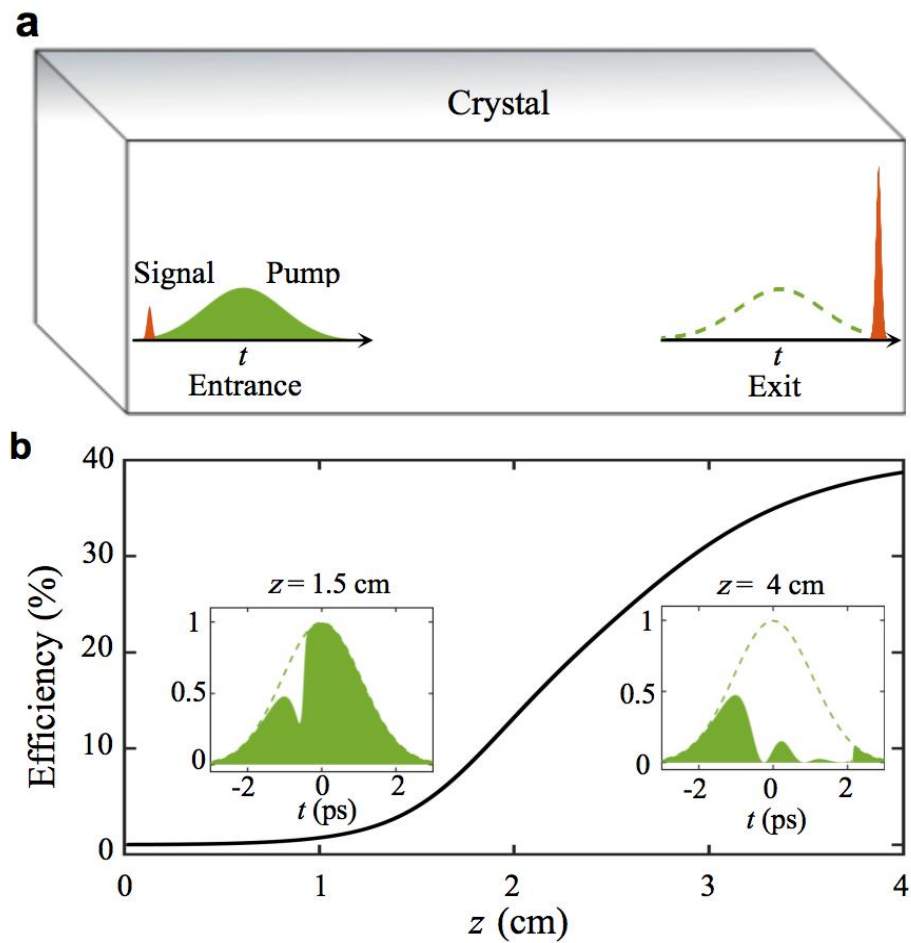 a
Crystal
Signal Pump
t
Entrance
t
Exit
b
Efficiency (%)
40
30
20
10
0
z = 1.5 cm
1
0.5
0
-2 0 2
t (ps)
z = 4 cm
1
0.5
0
-2 0 2
t (ps)
0 1 2 3 4
z (cm)